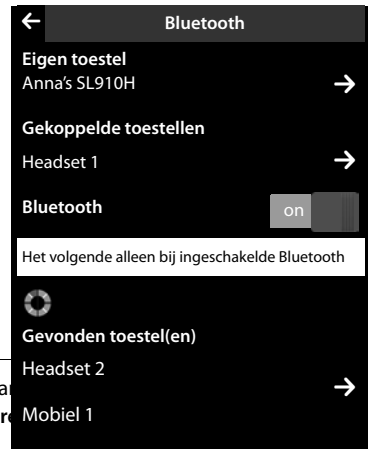 Bluetooth
Eigen toestel
Anna's SL910H
Gekoppelde toestellen
Headset 1
Bluetooth
on
Het volgende alleen bij ingeschakelde Bluetooth
Gevonden toestel(en)
Headset 2
Mobiel 1